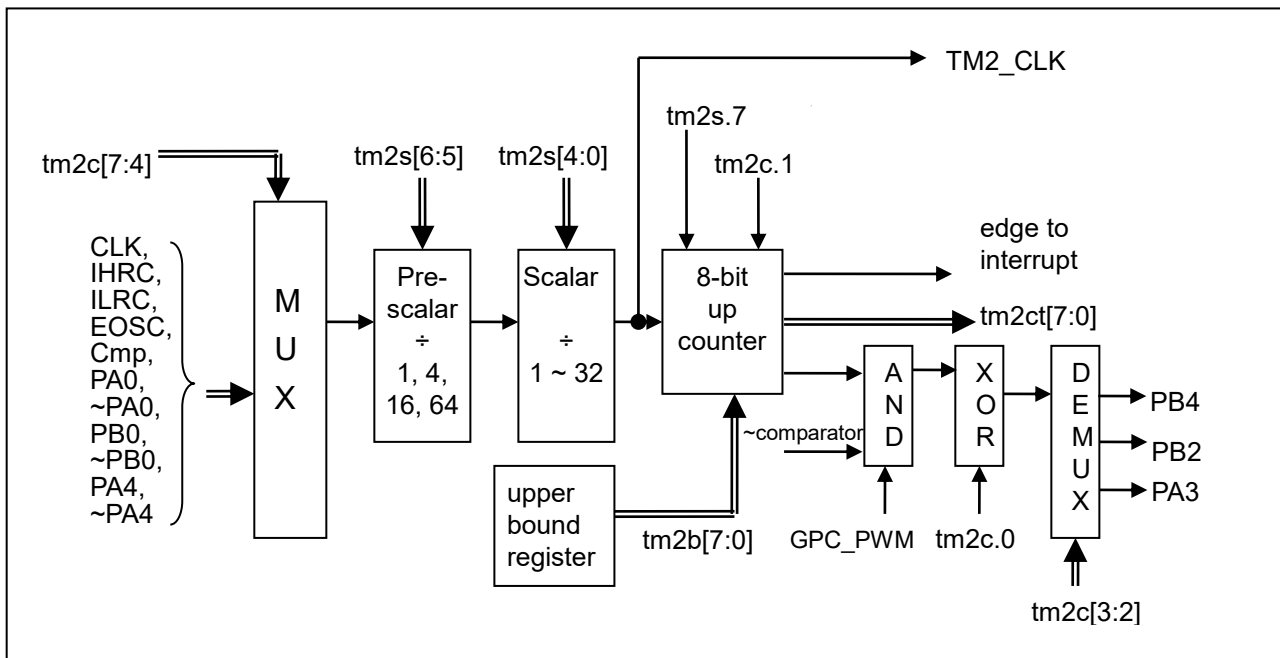 TM2_CLK
tm2s.7
tm2c[7:4]
tm2s[6:5]
tm2s[4:0]
tm2c.1
CLK,
IHRC,
ILRC,
EOSC,
Cmp,
PA0,
~PA0,
PB0,
~PB0,
PA4,
~PA4
M
U
X
Pre-
scalar
÷
1, 4,
16, 64
Scalar
÷
1 ~ 32
8-bit
up
counter
edge to
interrupt
tm2ct[7:0]
~comparator
A
N
D
X
O
R
D
E
M
U
X
PB4
PB2
PA3
upper
bound
register
tm2b[7:0]
GPC_PWM
tm2c.0
tm2c[3:2]